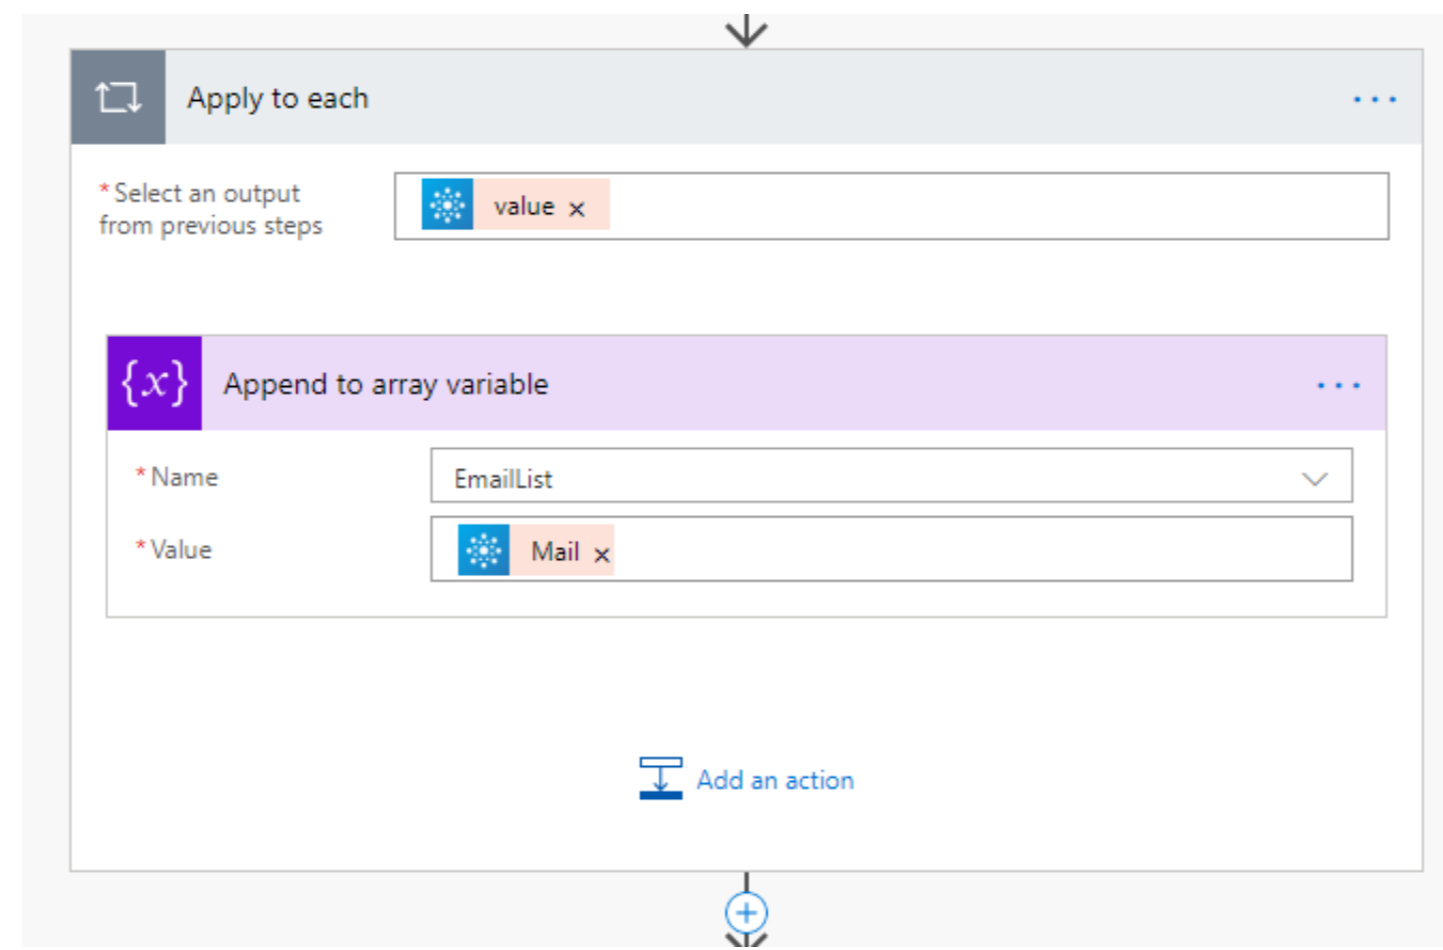 Apply to each
* Select an output
from previous steps
value ×
{x} Append to array variable
* Name
EmailList
* Value
Mail ×
Add an action